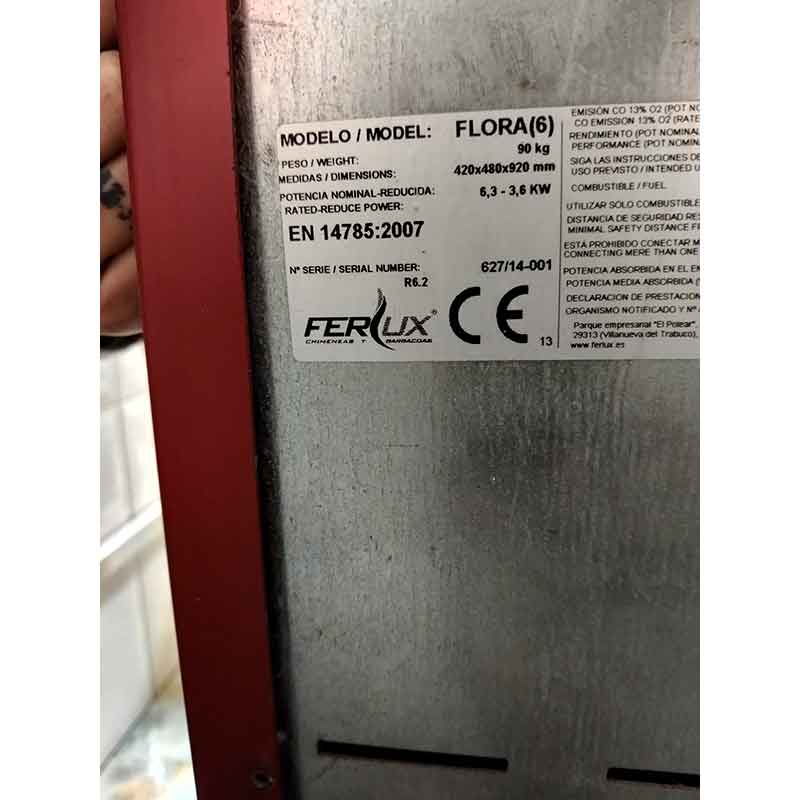 MODELO / MODEL: FLORA(6)
PESO / WEIGHT: 90 kg
MEDIDAS / DIMENSIONS: 420x480x920 mm
POTENCIA NOMINAL-REDUCIDA: 6,3 - 3,6 KW
RATED-REDUCE POWER:
EN 14785:2007
Nº SERIE / SERIAL NUMBER: 627/14-001
R6.2
FERLUX®
CHIMENEAS Y BARBACOAS
CE
13
EMISIÓN CO 13% O2 (POT
CO EMISSION 13% O2 (RATE
RENDIMIENTO (POT NOMINAL
PERFORMANCE (POT NOMIN
SIGA LAS INSTRUCCIONES DE
USO PREVISTO / INTENDED U
COMBUSTIBLE / FUEL
UTILIZAR SOLO COMBUSTIBLE
DISTANCIA DE SEGURIDAD RES
MINIMAL SAFETY DISTANCE F
ESTÁ PROHIBIDO CONECTAR M
CONNECTING MERE THAN ONE
POTENCIA ABSORBIDA EN EL E
POTENCIA MEDIA ABSORBIDA (
DECLARACION DE PRESTACION
ORGANISMO NOTIFICADO Y Nº
Parque empresarial "El Potear",
29313 (Villanueva del Trabuco),
www.ferlux.es